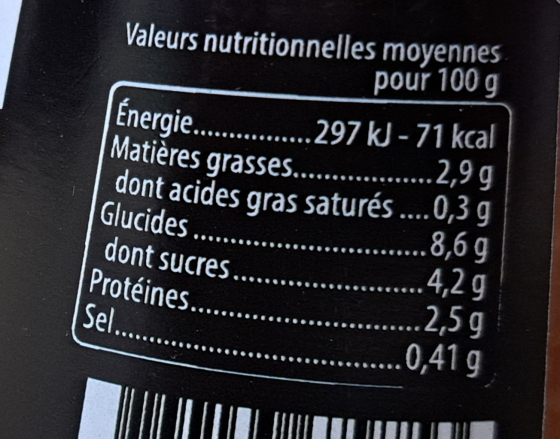 Valeurs nutritionnelles moyennes
pour 100 g
Énergie.................297 kJ - 71 kcal
Matières grasses....................2,9 g
dont acides gras saturés ....0,3 g
Glucides ................................8,6 g
dont sucres..........................4,2 g
Protéines................................2,5 g
Sel.......................................0,41 g